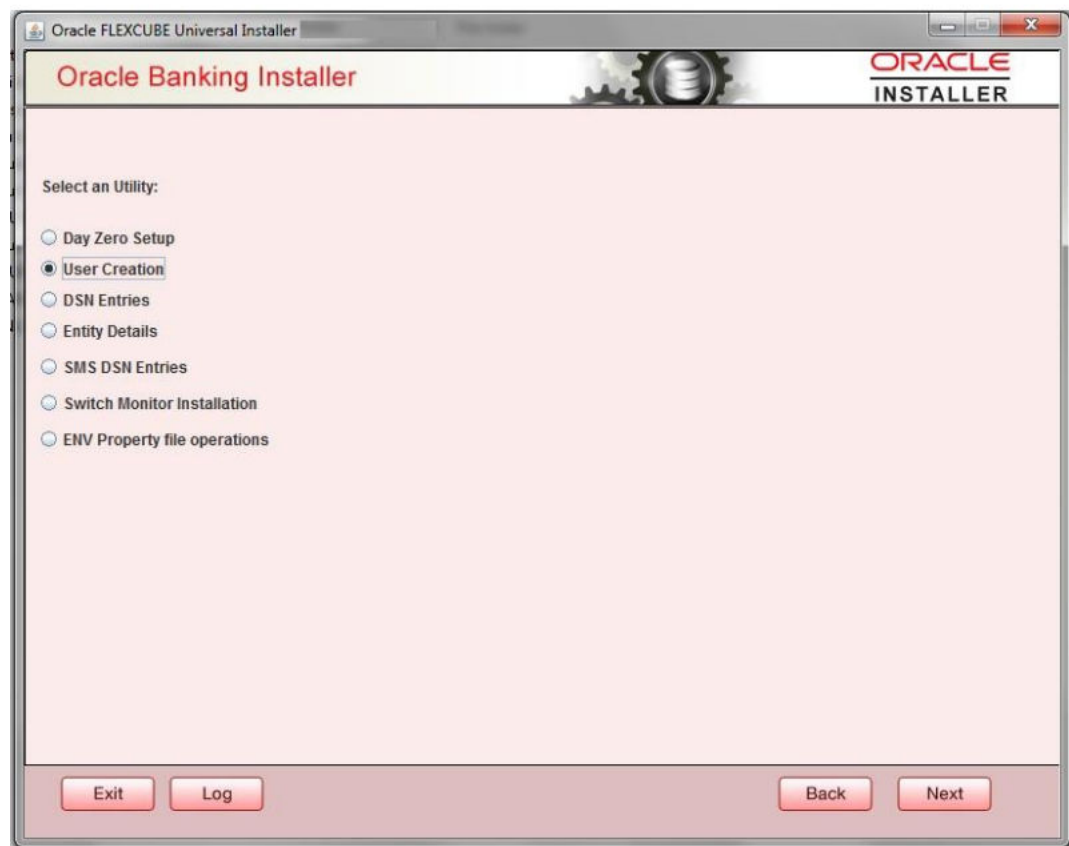 Oracle FLEXCUBE Universal Installer
Oracle Banking Installer
ORACLE
INSTALLER
Select an Utility:
Day Zero Setup
User Creation
DSN Entries
Entity Details
SMS DSN Entries
Switch Monitor Installation
ENV Property file operations
Exit
Log
Back
Next